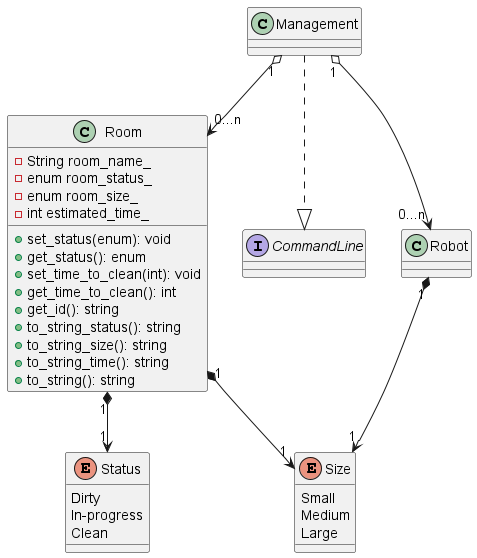 C Management
1
1
0...n
0...n
C Room
String room_name_
enum room_status_
enum room_size_
int estimated_time_
set_status(enum): void
get_status(): enum
set_time_to_clean(int): void
get_time_to_clean(): int
get_id(): string
to_string_status(): string
to_string_size(): string
to_string_time(): string
to_string(): string
I CommandLine
C Robot
1
1
1
1
1
1
E Status
Dirty
In-progress
Clean
E Size
Small
Medium
Large